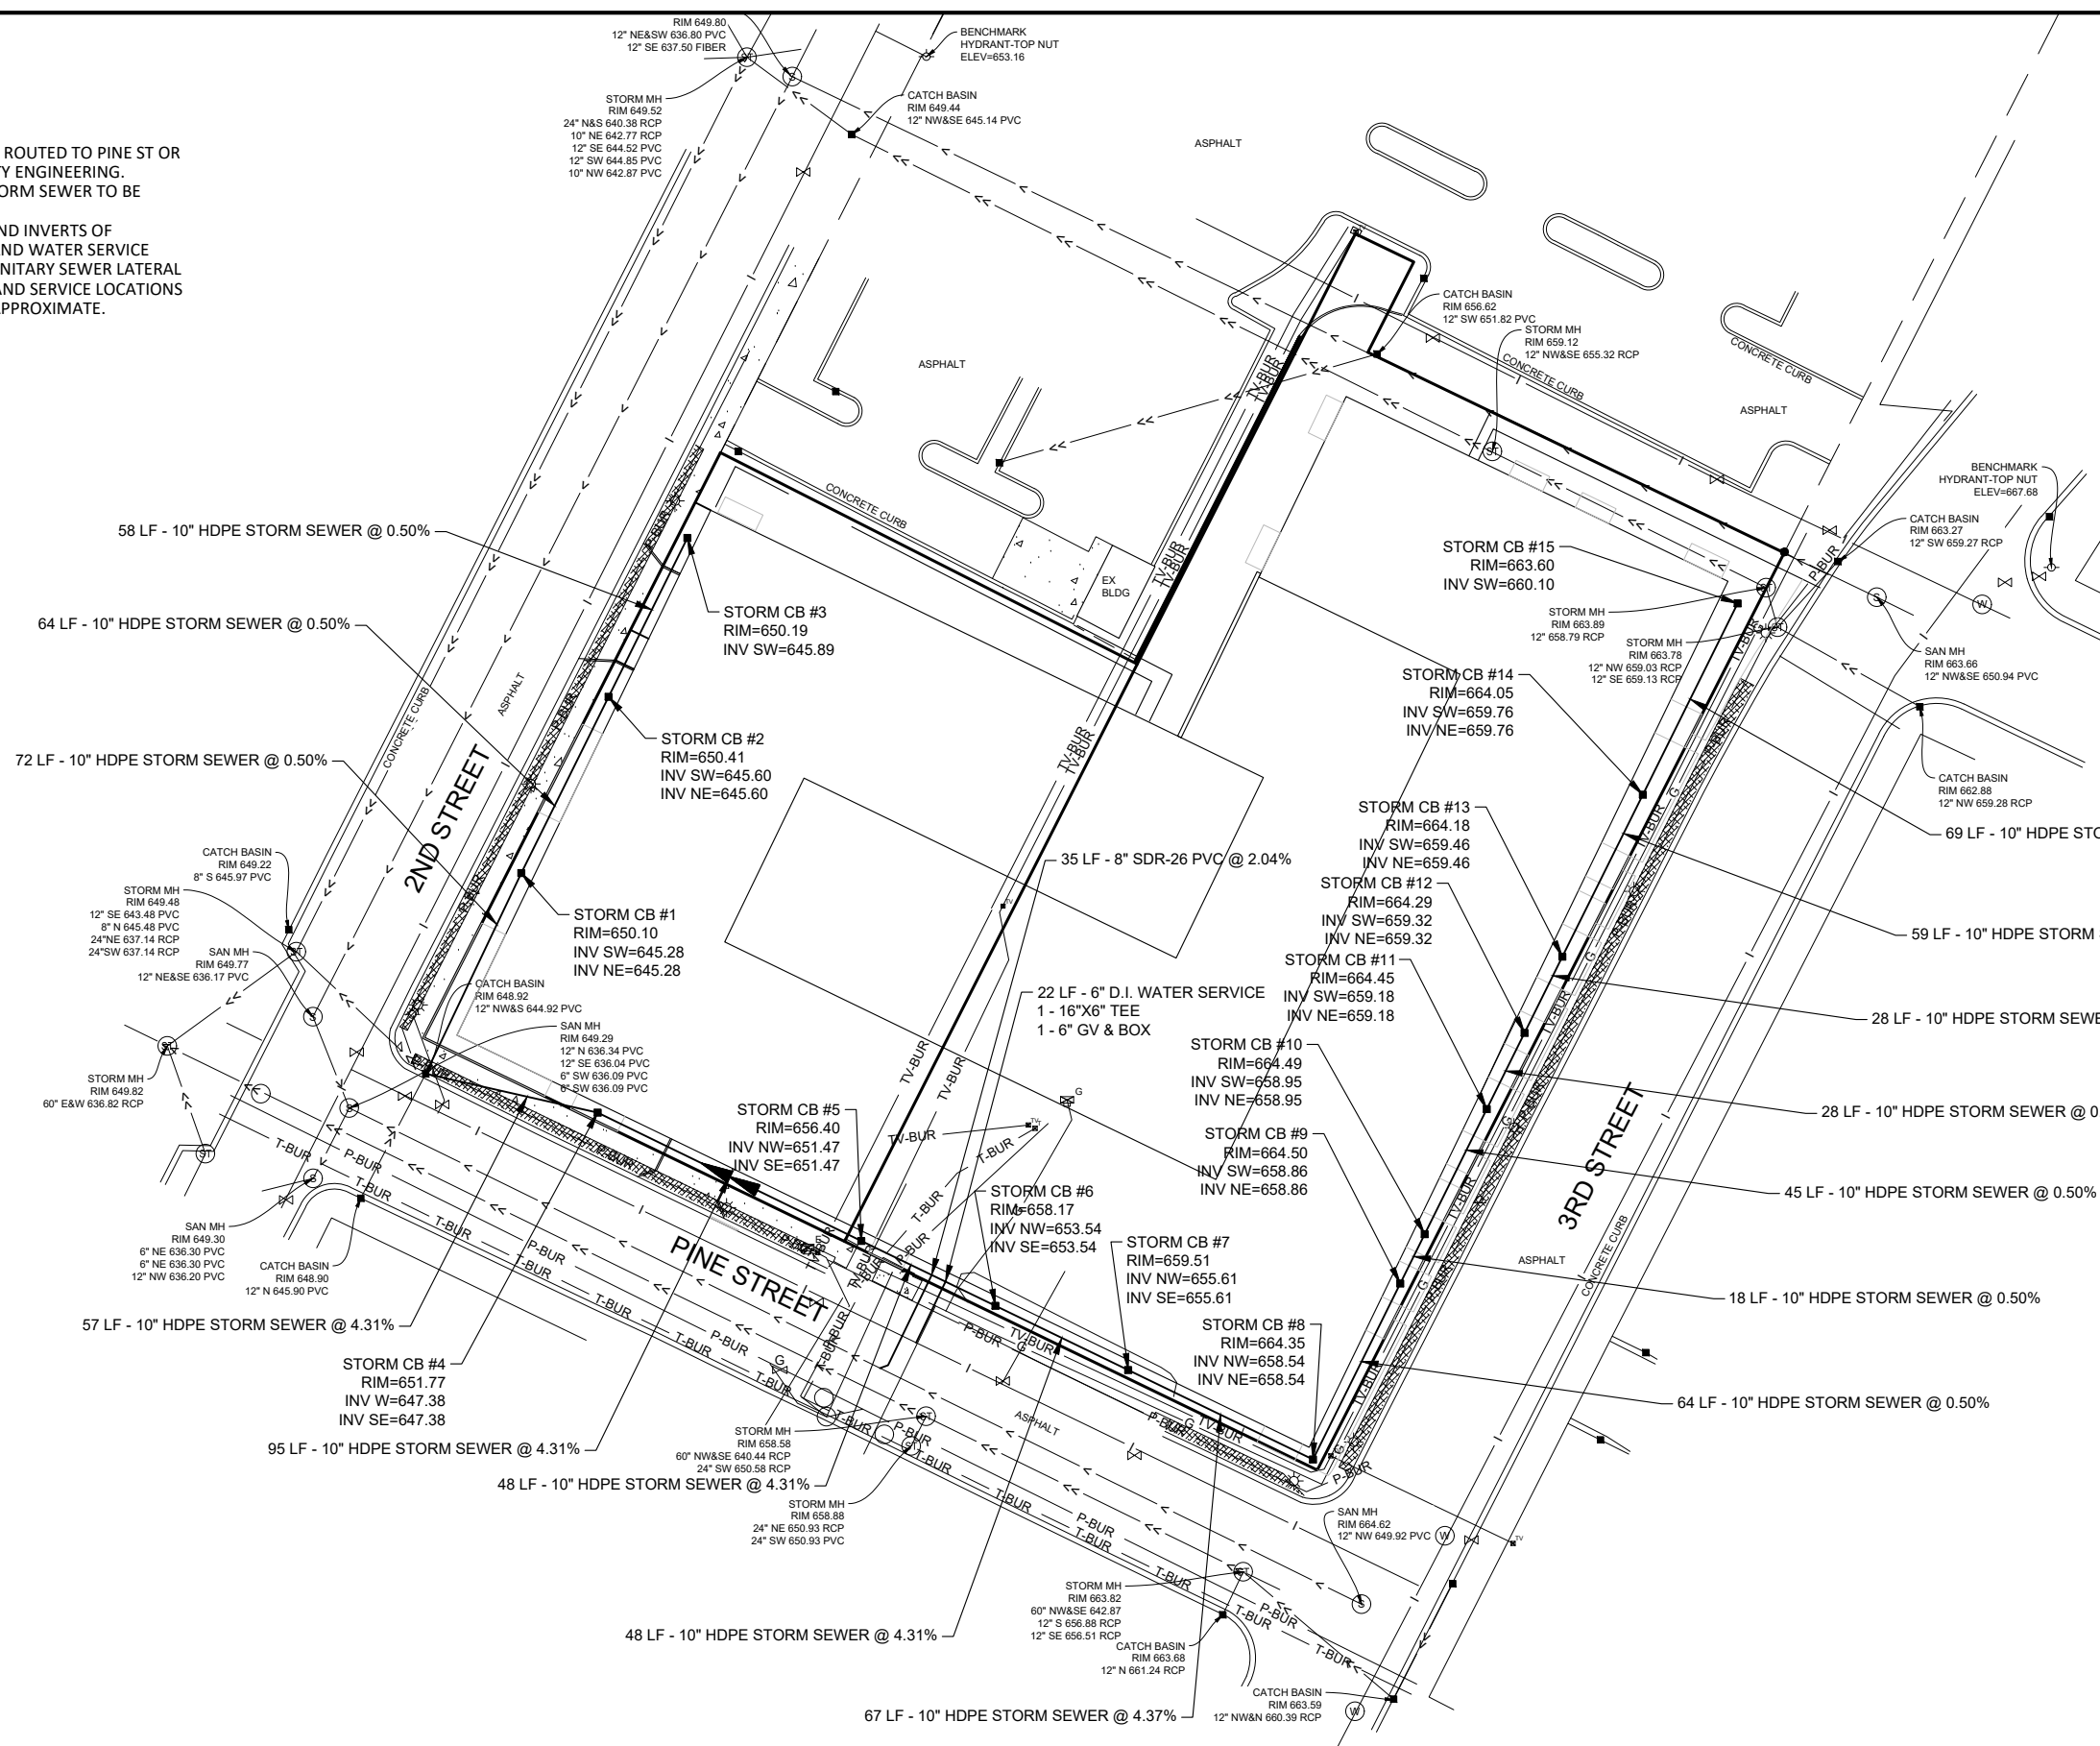 ROUTED TO PINE ST OR
TY ENGINEERING.
ORM SEWER TO BE
ND INVERTS OF
AND WATER SERVICE
NITARY SEWER LATERAL
AND SERVICE LOCATIONS
APPROXIMATE.
RIM 649.80
12" NE&SW 636.80 PVC
12" SE 637.50 FIBER
BENCHMARK
HYDRANT-TOP NUT
ELEV=653.16
STORM MH
RIM 649.52
24" N&S 640.38 RCP
10" NE 642.77 RCP
12" SE 644.52 PVC
12" SW 644.85 PVC
10" NW 642.87 PVC
CATCH BASIN
RIM 649.44
12" NW&SE 645.14 PVC
ASPHALT
CATCH BASIN
RIM 656.62
12" SW 651.82 PVC
STORM MH
RIM 659.12
12" NW&SE 655.32 RCP
CONCRETE CURB
CONCRETE CURB
ASPHALT
ASPHALT
BENCHMARK
HYDRANT-TOP NUT
ELEV=667.68
CATCH BASIN
RIM 663.27
12" SW 659.27 RCP
58 LF - 10" HDPE STORM SEWER @ 0.50%
CONCRETE CURB
EX
BLDG
STORM CB #15
RIM=663.60
INV SW=660.10
STORM MH
RIM 663.89
12" 658.79 RCP
STORM MH
RIM 663.78
12" NW 659.03 RCP
12" SE 659.13 RCP
SAN MH
RIM 663.66
12" NW&SE 650.94 PVC
64 LF - 10" HDPE STORM SEWER @ 0.50%
STORM CB #3
RIM=650.19
INV SW=645.89
STORM CB #14
RIM=664.05
INV SW=659.76
INV NE=659.76
72 LF - 10" HDPE STORM SEWER @ 0.50%
CONCRETE CURB
ASPHALT
2ND STREET
STORM CB #2
RIM=650.41
INV SW=645.60
INV NE=645.60
CATCH BASIN
RIM 662.88
12" NW 659.28 RCP
STORM CB #13
RIM=664.18
INV SW=659.46
INV NE=659.46
69 LF - 10" HDPE STO
35 LF - 8" SDR-26 PVC @ 2.04%
CATCH BASIN
RIM 649.22
8" S 645.97 PVC
STORM MH
RIM 649.48
12" SE 643.48 PVC
8" N 645.48 PVC
24"NE 637.14 RCP
24"SW 637.14 RCP
SAN MH
RIM 649.77
12" NE&SE 636.17 PVC
STORM CB #1
RIM=650.10
INV SW=645.28
INV NE=645.28
STORM CB #12
RIM=664.29
INV SW=659.32
INV NE=659.32
59 LF - 10" HDPE STORM
STORM CB #11
RIM=664.45
INV SW=659.18
INV NE=659.18
CATCH BASIN
RIM 648.92
12" NW&S 644.92 PVC
22 LF - 6" D.I. WATER SERVICE
1 - 16"X6" TEE
1 - 6" GV & BOX
28 LF - 10" HDPE STORM SEWE
SAN MH
RIM 649.29
12" N 636.34 PVC
12" SE 636.04 PVC
6" SW 636.09 PVC
6" SW 636.09 PVC
STORM CB #10
RIM=664.49
INV SW=658.95
INV NE=658.95
STORM MH
RIM 649.82
60" E&W 636.82 RCP
28 LF - 10" HDPE STORM SEWER @ 0
STORM CB #5
RIM=656.40
INV NW=651.47
INV SE=651.47
STORM CB #9
RIM=664.50
INV SW=658.86
INV NE=658.86
3RD STREET
45 LF - 10" HDPE STORM SEWER @ 0.50%
STORM CB #6
RIM=658.17
INV NW=653.54
INV SE=653.54
SAN MH
RIM 649.30
6" NE 636.30 PVC
6" NE 636.30 PVC
12" NW 636.20 PVC
CATCH BASIN
RIM 648.90
12" N 645.90 PVC
PINE STREET
STORM CB #7
RIM=659.51
INV NW=655.61
INV SE=655.61
ASPHALT
CONCRETE CURB
18 LF - 10" HDPE STORM SEWER @ 0.50%
57 LF - 10" HDPE STORM SEWER @ 4.31%
STORM CB #8
RIM=664.35
INV NW=658.54
INV NE=658.54
STORM CB #4
RIM=651.77
INV W=647.38
INV SE=647.38
64 LF - 10" HDPE STORM SEWER @ 0.50%
95 LF - 10" HDPE STORM SEWER @ 4.31%
ASPHALT
STORM MH
RIM 658.58
60" NW&SE 640.44 RCP
24" SW 650.58 RCP
48 LF - 10" HDPE STORM SEWER @ 4.31%
STORM MH
RIM 658.88
24" NE 650.93 RCP
24" SW 650.93 PVC
SAN MH
RIM 664.62
12" NW 649.92 PVC
STORM MH
RIM 663.82
60" NW&SE 642.87
12" S 656.88 RCP
12" SE 656.51 RCP
48 LF - 10" HDPE STORM SEWER @ 4.31%
CATCH BASIN
RIM 663.68
12" N 661.24 RCP
CATCH BASIN
RIM 663.59
12" NW&N 660.39 RCP
67 LF - 10" HDPE STORM SEWER @ 4.37%
TV-BUR
T-BUR
P-BUR